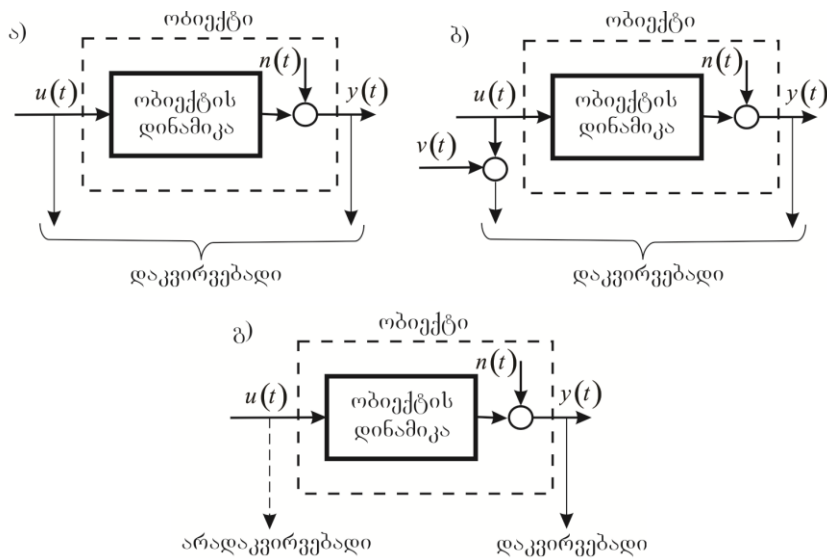 ა)
ობიექტი
n(t)
u(t)
ობიექტის
დინამიკა
y(t)
დაკვირვებადი
ბ)
ობიექტი
n(t)
u(t)
ობიექტის
დინამიკა
y(t)
v(t)
დაკვირვებადი
გ)
ობიექტი
n(t)
u(t)
ობიექტის
დინამიკა
y(t)
არადაკვირვებადი
დაკვირვებადი